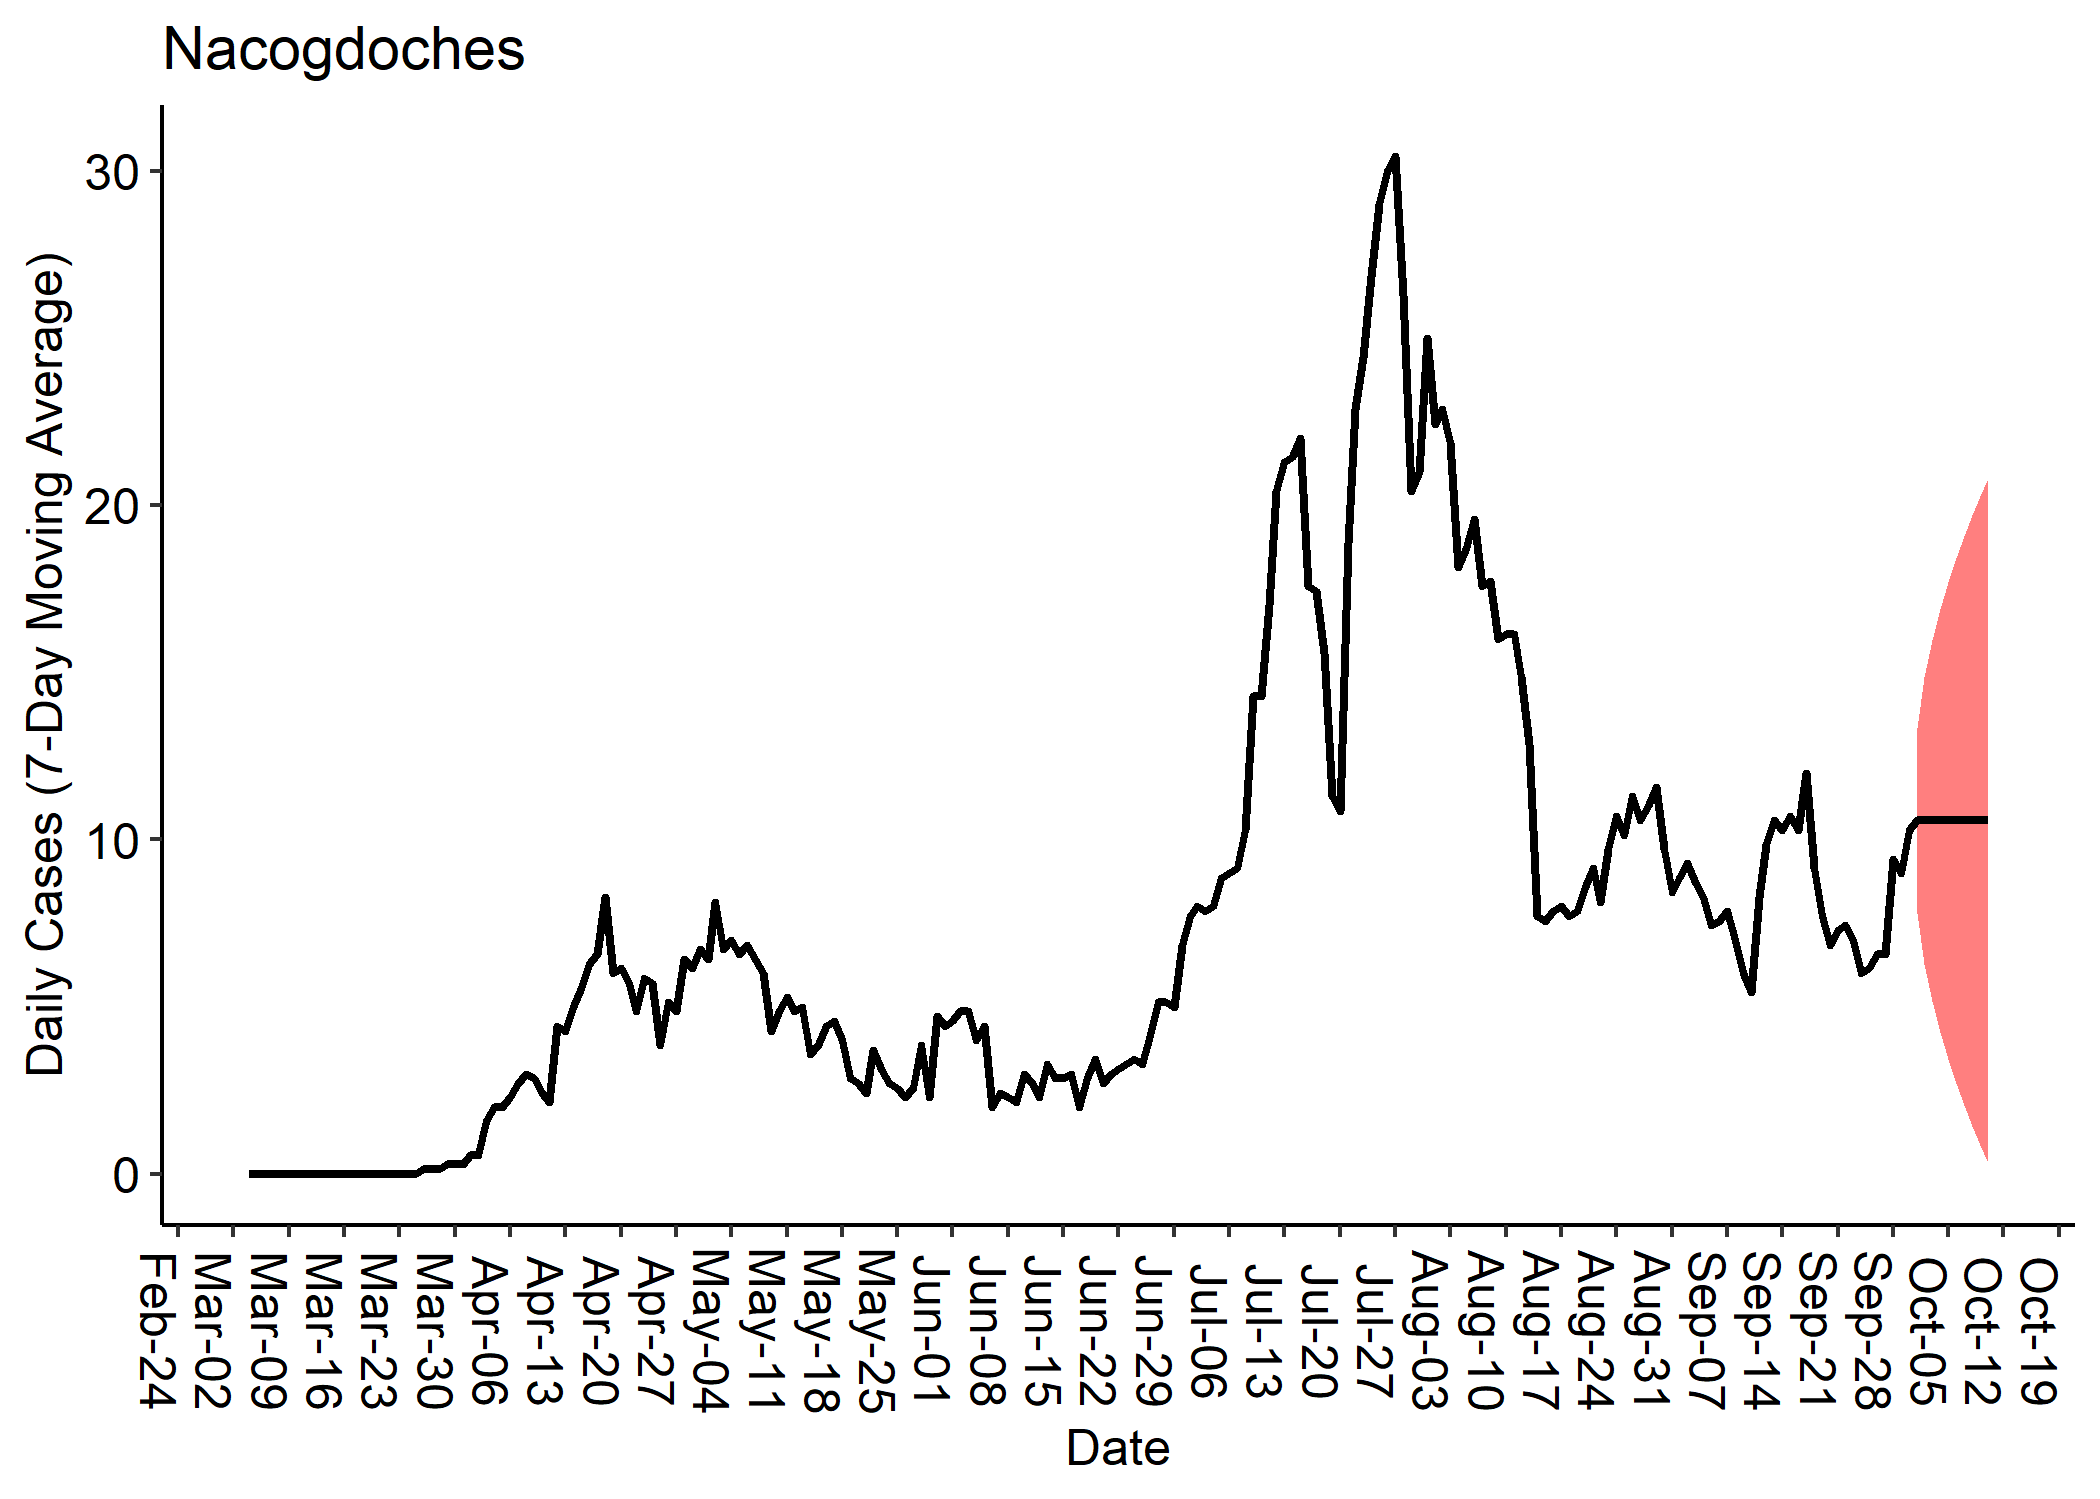 Nacogdoches
Daily Cases (7-Day Moving Average)
30
20
10
0
Feb-24
Mar-02
Mar-09
Mar-16
Mar-23
Mar-30
Apr-06
Apr-13
Apr-20
Apr-27
May-04
May-11
May-18
May-25
Jun-01
Jun-08
Jun-15
Jun-22
Jun-29
Jul-06
Jul-13
Jul-20
Jul-27
Aug-03
Aug-10
Aug-17
Aug-24
Aug-31
Sep-07
Sep-14
Sep-21
Sep-28
Oct-05
Oct-12
Oct-19
Date